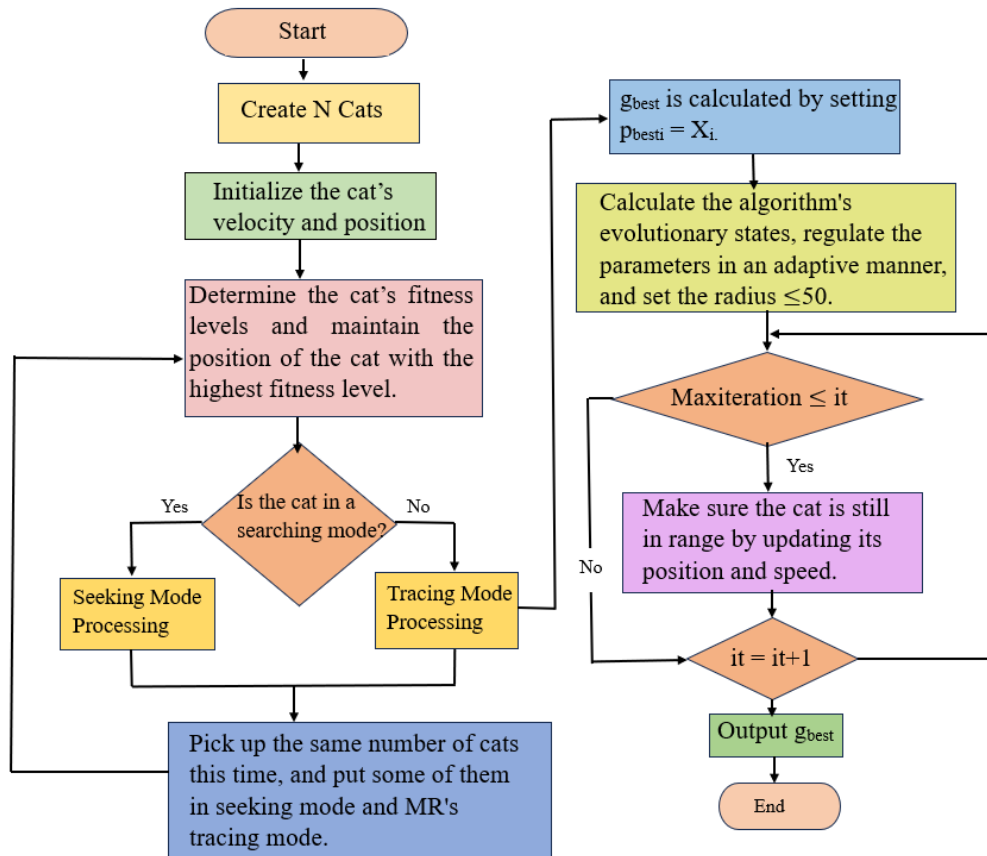 Start
Create N Cats
Initialize the cat's
velocity and position
Determine the cat's fitness
levels and maintain the
position of the cat with the
highest fitness level.
Is the cat in a
searching mode?
Yes
No
Seeking Mode
Processing
Tracing Mode
Processing
Pick up the same number of cats
this time, and put some of them
in seeking mode and MR's
tracing mode.
gbest is calculated by setting
pbesti = Xi.
Calculate the algorithm's
evolutionary states, regulate the
parameters in an adaptive manner,
and set the radius ≤50.
Maxiteration ≤ it
Yes
No
Make sure the cat is still
in range by updating its
position and speed.
it = it+1
Output gbest
End